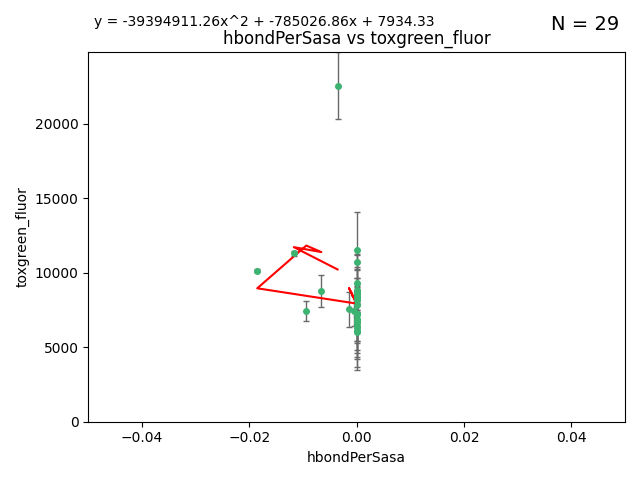 y = -39394911.26x^2 + -785026.86x + 7934.33
N = 29
hbondPerSasa vs toxgreen_fluor
toxgreen_fluor
20000
15000
10000
5000
0
−0.04
−0.02
0.00
0.02
0.04
hbondPerSasa